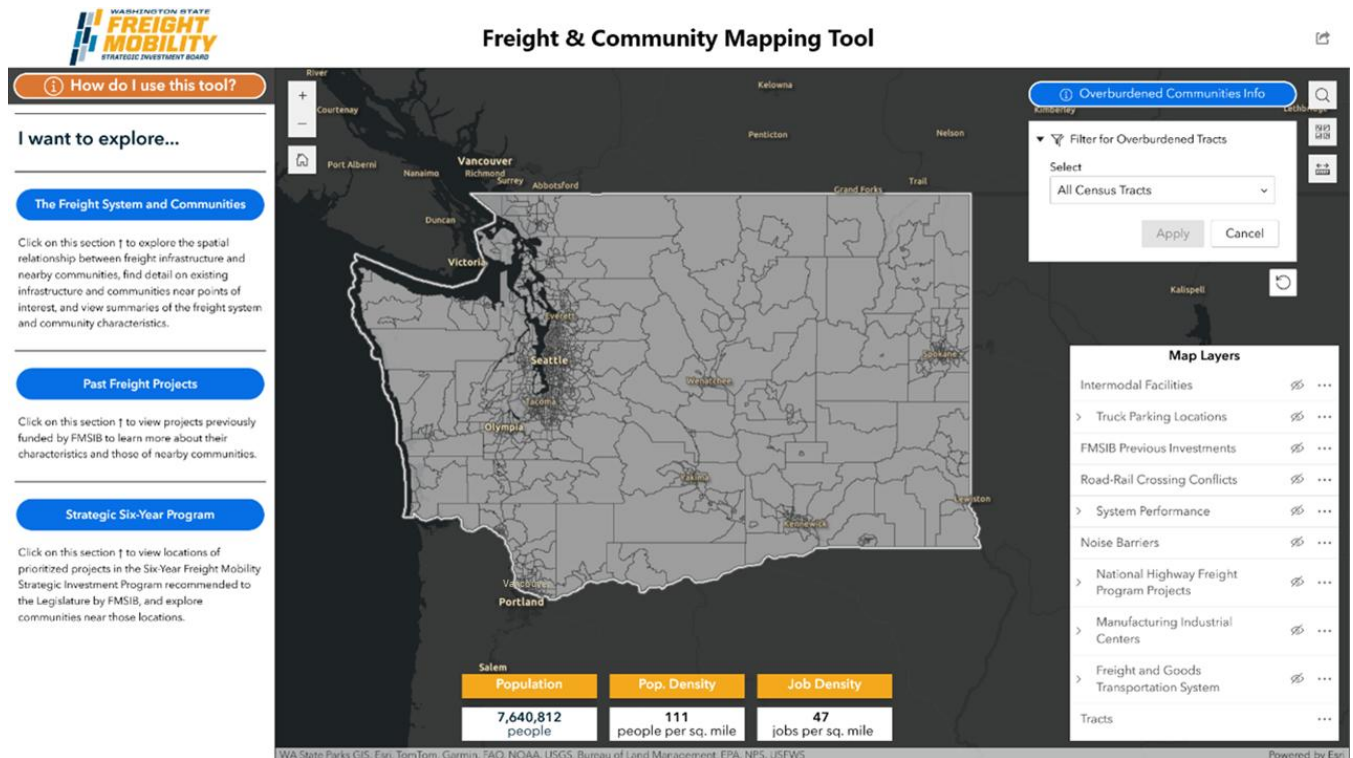 WASHINGTON STATE
FREIGHT
MOBILITY
STRATEGIC INVESTMENT BOARD
Freight & Community Mapping Tool
How do I use this tool?
I want to explore...
The Freight System and Communities
Click on this section ↑ to explore the spatial
relationship between freight infrastructure and
nearby communities, find detail on existing
infrastructure and communities near points of
interest, and view summaries of the freight system
and community characteristics.
Past Freight Projects
Click on this section ↑ to view projects previously
funded by FMSIB to learn more about their
characteristics and those of nearby communities.
Strategic Six-Year Program
Click on this section ↑ to view locations of
prioritized projects in the Six-Year Freight Mobility
Strategic Investment Program recommended to
the Legislature by FMSIB, and explore
communities near those locations.
River
Courtenay
Port Alberni
Nanaimo
Vancouver
Richmond
Surrey
Abbotsford
Duncan
Victoria
Kelowna
Penticton
Nelson
Grand Forks
Trail
Kimberley
Kalispell
Everett
Seattle
Tacoma
Olympia
Wenatchee
Spokane
Yakima
Kennewick
Lewiston
Vancouver
Portland
Salem
Overburdened Communities Info
Filter for Overburdened Tracts
Select
All Census Tracts
Apply
Cancel
Map Layers
Intermodal Facilities
Truck Parking Locations
FMSIB Previous Investments
Road-Rail Crossing Conflicts
System Performance
Noise Barriers
National Highway Freight
Program Projects
Manufacturing Industrial
Centers
Freight and Goods
Transportation System
Tracts
Population
7,640,812
people
Pop. Density
111
people per sq. mile
Job Density
47
jobs per sq. mile
WA State Parks GIS, Esri, TomTom, Garmin, FAO, NOAA, USGS, Bureau of Land Management, EPA, NPS, USFWS
Powered by Esri